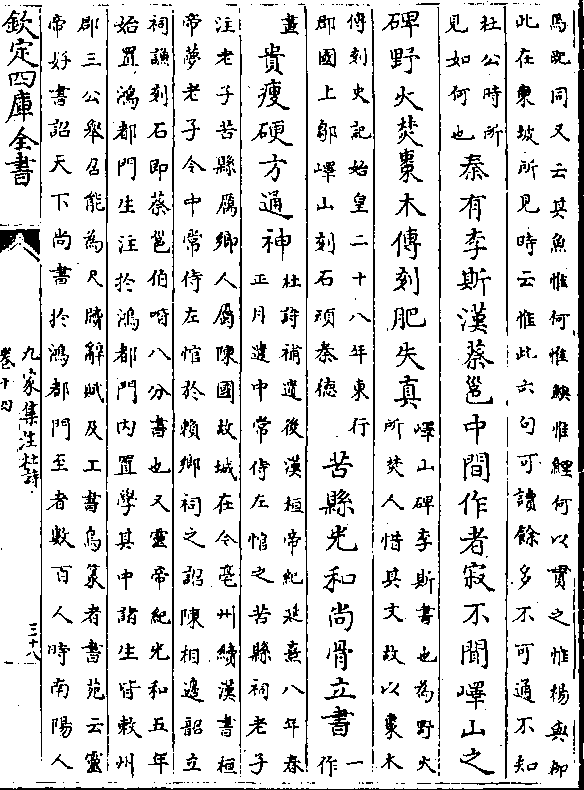 馬既同又云其魚惟何惟鱮惟鯉何以貫之惟楊與柳
此在東坡所見時云惟此六句可讀餘多不可通不知
杜公時所
見如何也
秦有李斯漢蔡邕中間作者寂不聞嶧山之
碑野火焚棗木傳刻肥失真
嶧山碑李斯書也為野火
所焚人惜其文故以棗木
傳刻史記始皇二十八年東行
郡國上鄒嶧山刻石頌秦德
苦縣光和尚骨立書
一
作
畫
貴瘦硬方通神
杜詩補遺後漢桓帝紀延熹八年春
正月遣中常侍左悺之苦縣祠老子
注老子苦縣厲鄉人屬陳國故城在今亳州續漢書桓
帝夢老子令中常侍左悺於賴鄉祠之詔陳相邊韶立
祠譙刻石即蔡邕伯喈八分書也又靈帝紀光和五年
始置鴻都門生注於鴻都門內置學其中諸生皆敕州
郡三公舉召能為尺牘辭賦及工書鳥篆者書苑云靈
帝好書詔天下尚書於鴻都門至者數百人時南陽人
欽定四庫全書
九家集注杜詩
卷十四
三十八